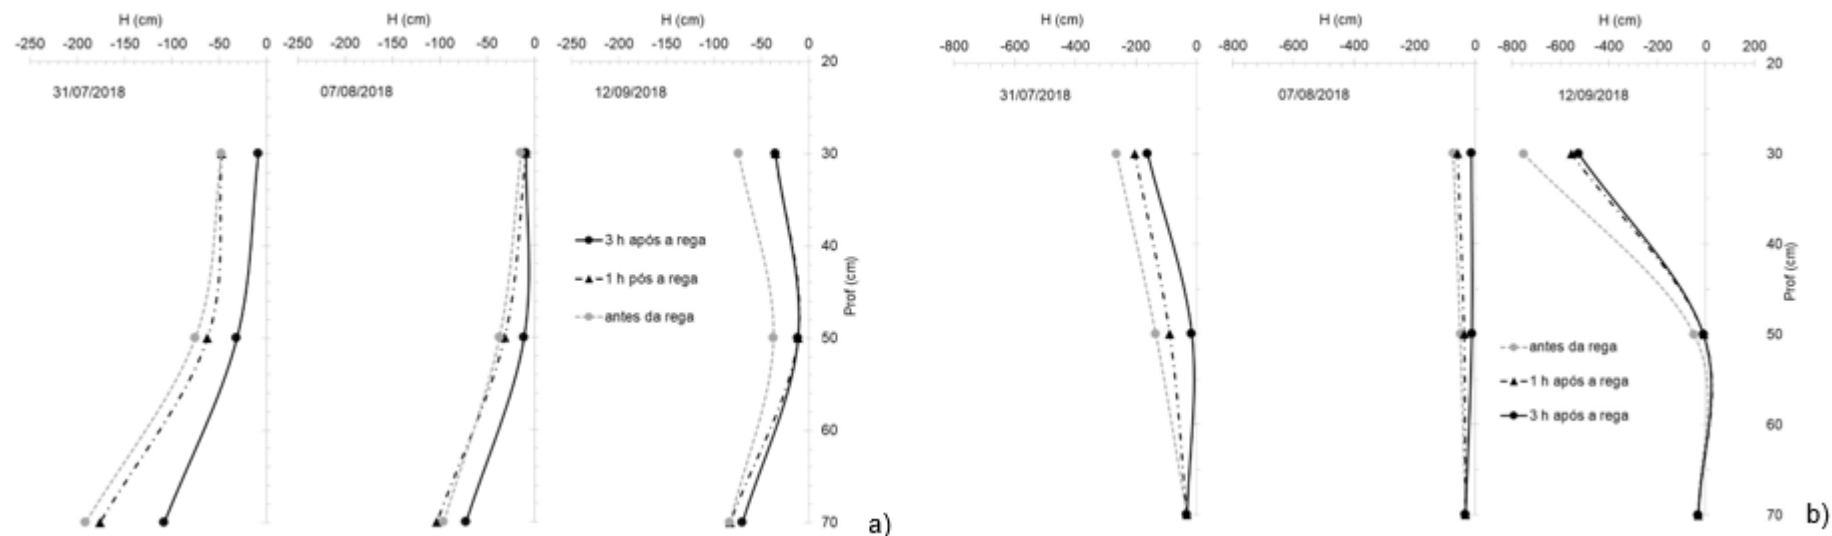 H (cm) H (cm) H (cm) H (cm) H (cm) H (cm)
-250 -200 -150 -100 -50 0 -250 -200 -150 -100 -50 0 -250 -200 -150 -100 -50 0 -800 -600 -400 -200 0 -800 -600 -400 -200 0 -800 -600 -400 -200 0 200
20 20
31/07/2018 07/08/2018 12/09/2018 31/07/2018 07/08/2018 12/09/2018
30 30
3 h após a rega
1 h pós a rega
antes da rega
40 40
Prof (cm) Prof (cm)
50 50
antes da rega
1 h após a rega
3 h após a rega
60 60
70 a) 70 b)